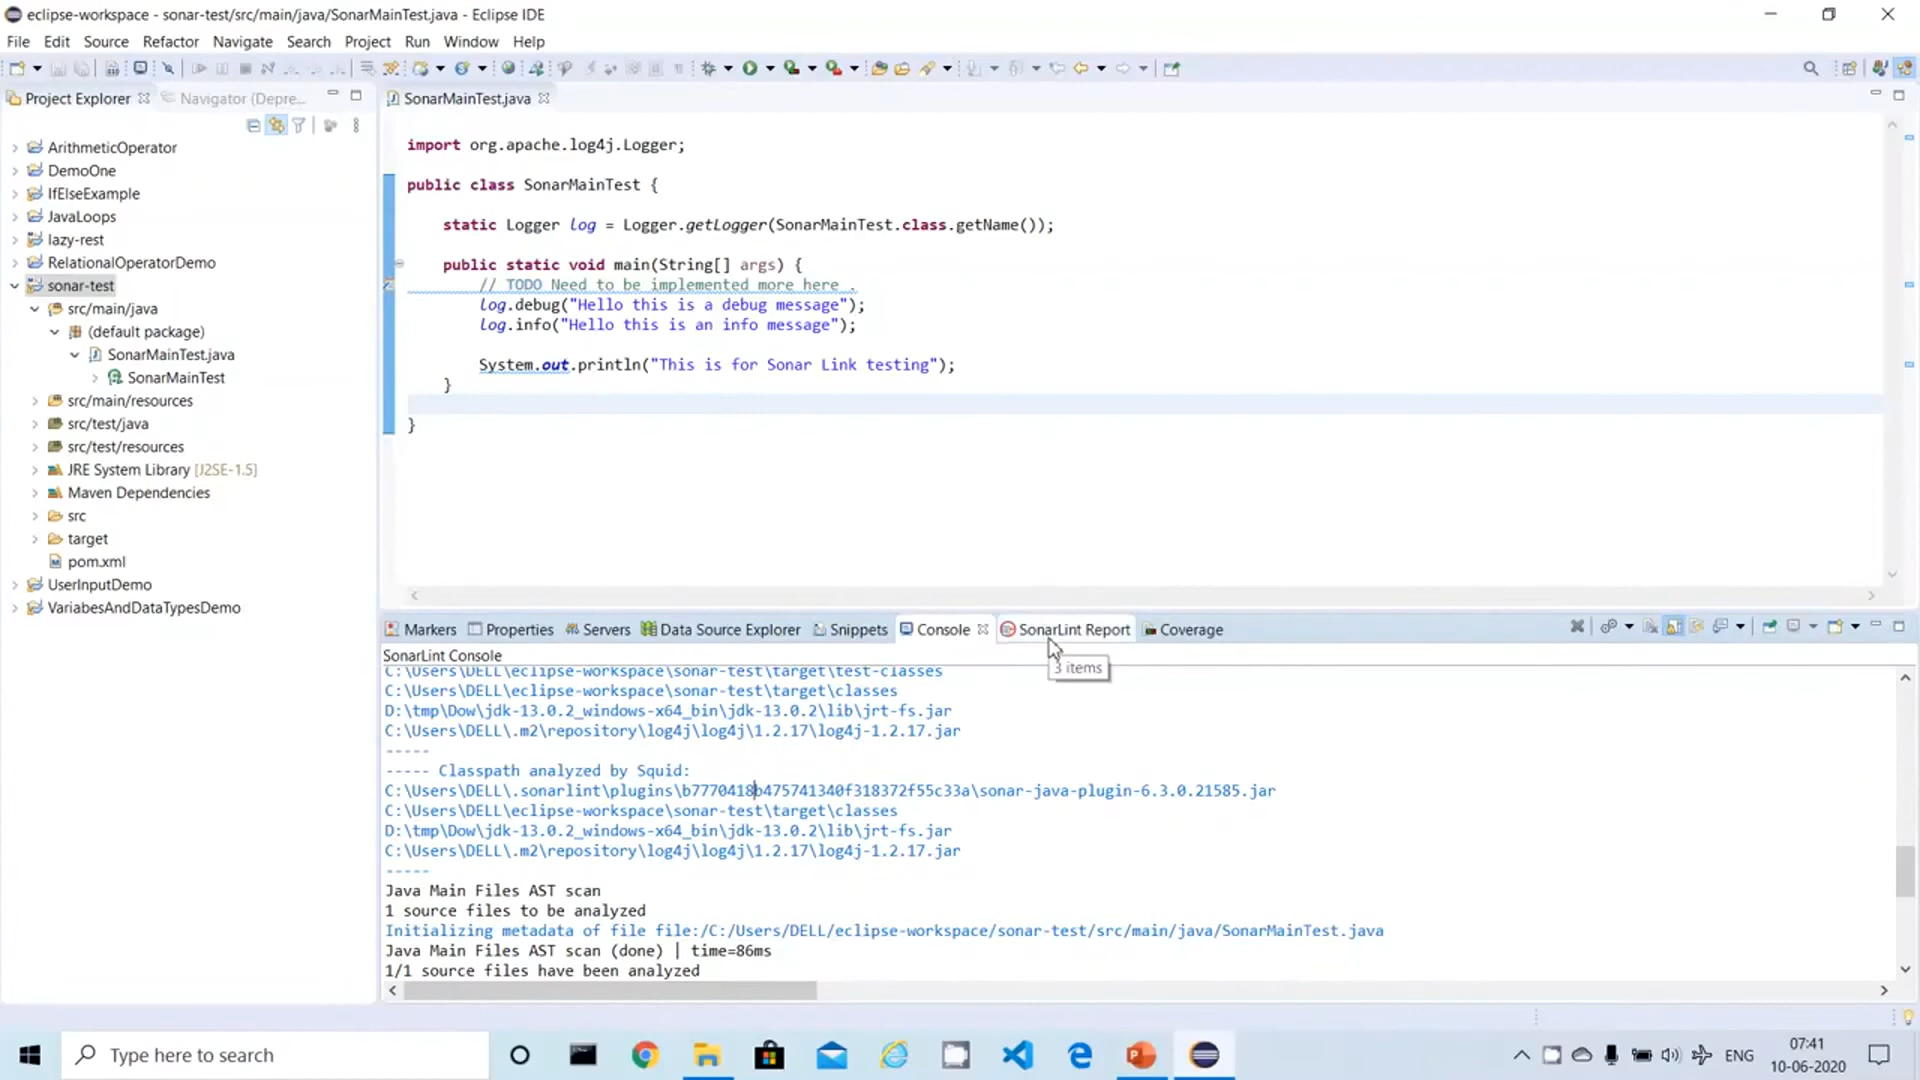 eclipse-workspace - sonar-test/src/main/java/SonarMainTest.java - Eclipse IDE
File Edit Source Refactor Navigate Search Project Run Window Help
Project Explorer Navigator (Depre...
ArithmeticOperator
DemoOne
IfElseExample
JavaLoops
lazy-rest
RelationalOperatorDemo
sonar-test
src/main/java
(default package)
SonarMainTest.java
SonarMainTest
src/main/resources
src/test/java
src/test/resources
JRE System Library [J2SE-1.5]
Maven Dependencies
src
target
pom.xml
UserInputDemo
VariabesAndDataTypesDemo
SonarMainTest.java
import org.apache.log4j.Logger;
public class SonarMainTest {
static Logger log = Logger.getLogger(SonarMainTest.class.getName());
public static void main(String[] args) {
// TODO Need to be implemented more here .
log.debug("Hello this is a debug message");
log.info("Hello this is an info message");
System.out.println("This is for Sonar Link testing");
}
}
Markers Properties Servers Data Source Explorer Snippets Console SonarLint Report Coverage
3 items
SonarLint Console
C:\Users\DELL\eclipse-workspace\sonar-test\target\test-classes
C:\Users\DELL\eclipse-workspace\sonar-test\target\classes
D:\tmp\Dow\jdk-13.0.2_windows-x64_bin\jdk-13.0.2\lib\jrt-fs.jar
C:\Users\DELL\.m2\repository\log4j\log4j\1.2.17\log4j-1.2.17.jar
-----
----- Classpath analyzed by Squid:
C:\Users\DELL\.sonarlint\plugins\b7770418b475741340f318372f55c33a\sonar-java-plugin-6.3.0.21585.jar
C:\Users\DELL\eclipse-workspace\sonar-test\target\classes
D:\tmp\Dow\jdk-13.0.2_windows-x64_bin\jdk-13.0.2\lib\jrt-fs.jar
C:\Users\DELL\.m2\repository\log4j\log4j\1.2.17\log4j-1.2.17.jar
-----
Java Main Files AST scan
1 source files to be analyzed
Initializing metadata of file file:/C:/Users/DELL/eclipse-workspace/sonar-test/src/main/java/SonarMainTest.java
Java Main Files AST scan (done) | time=86ms
1/1 source files have been analyzed
Type here to search
ENG
07:41
10-06-2020